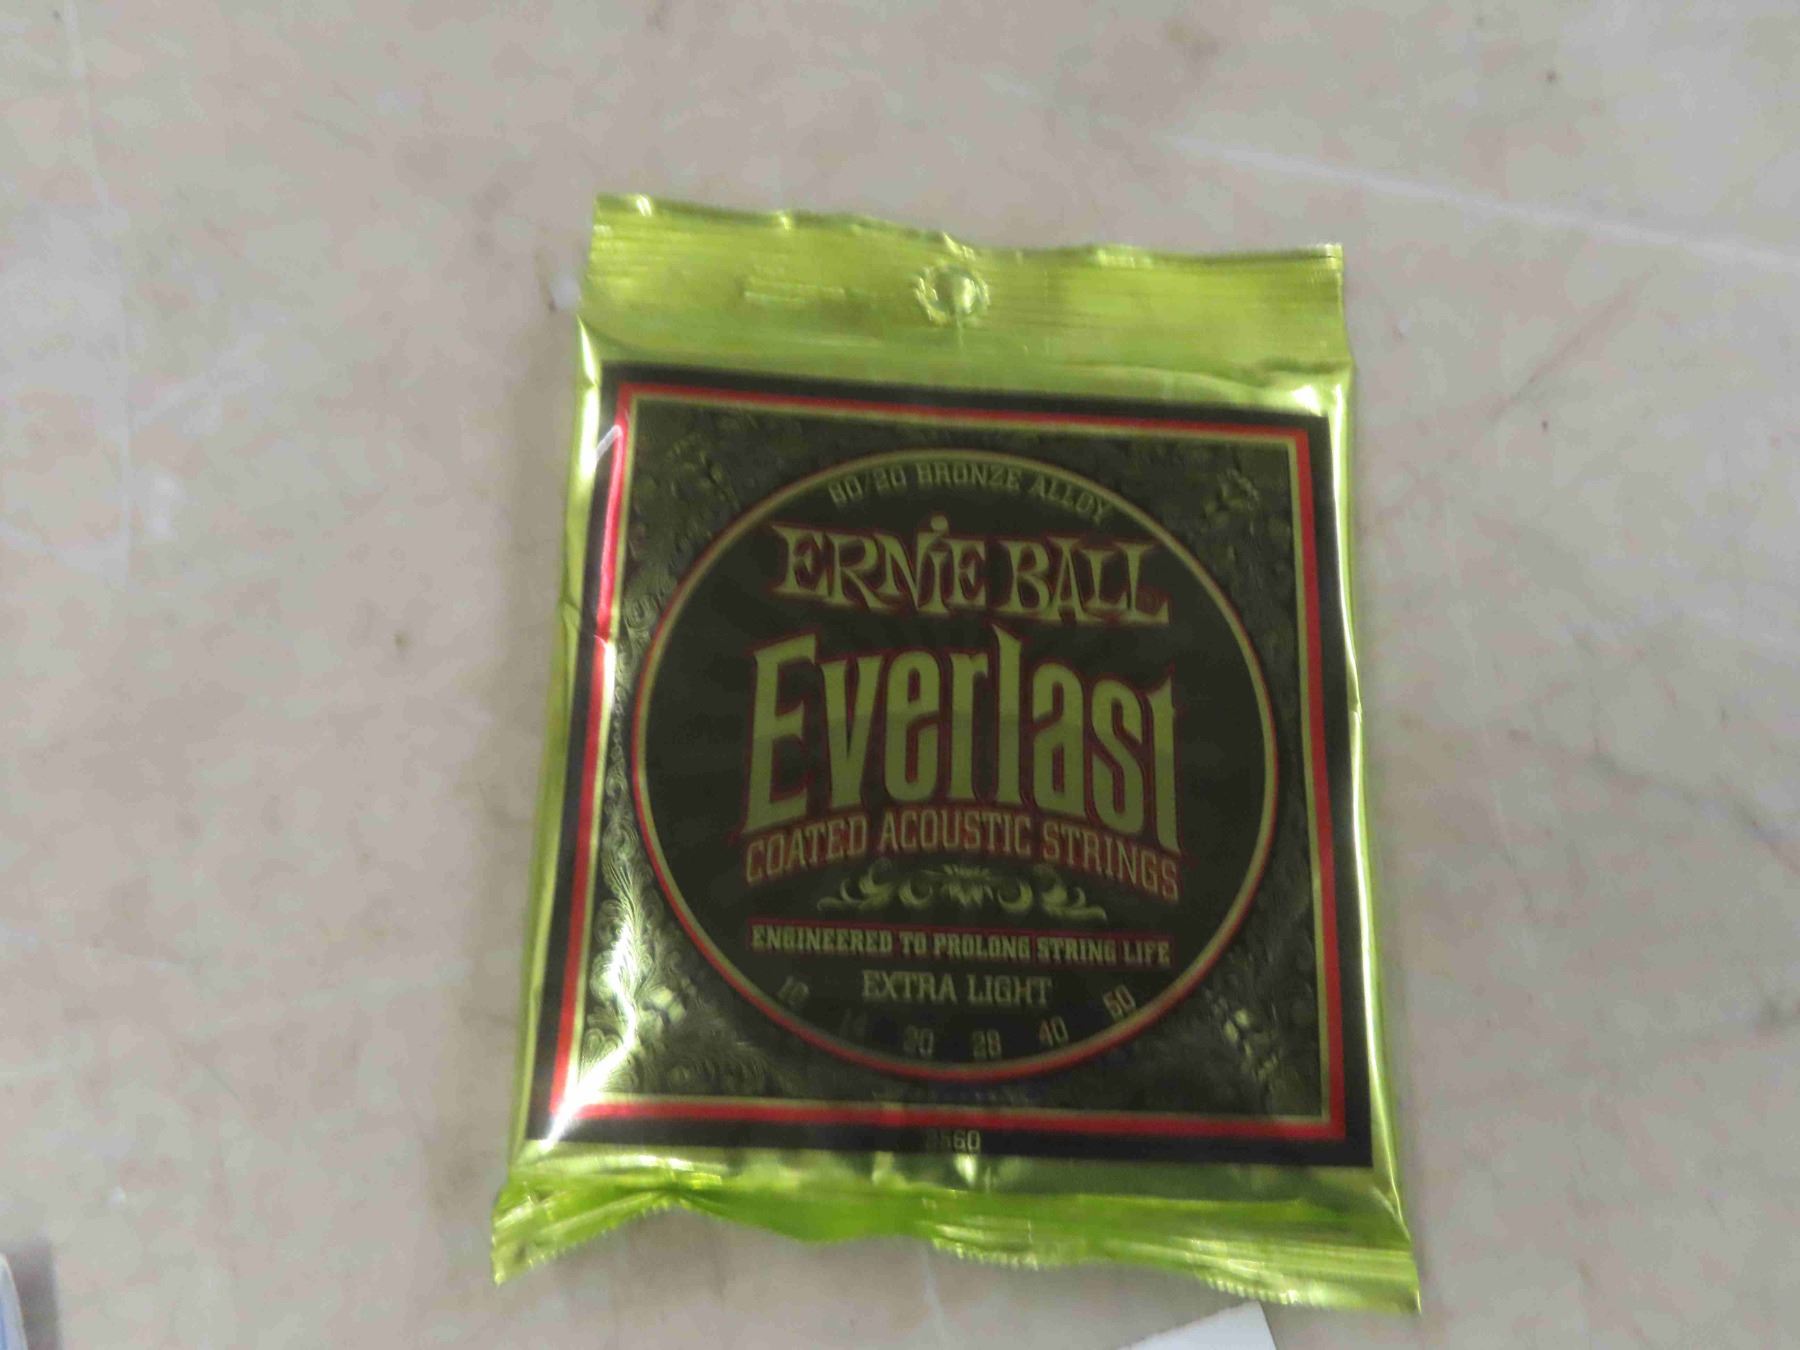 80/20 BRONZE ALLOY
ERNIE BALL
Everlast
COATED ACOUSTIC STRINGS
ENGINEERED TO PROLONG STRING LIFE
EXTRA LIGHT
10 14 20 28 40 50
2560